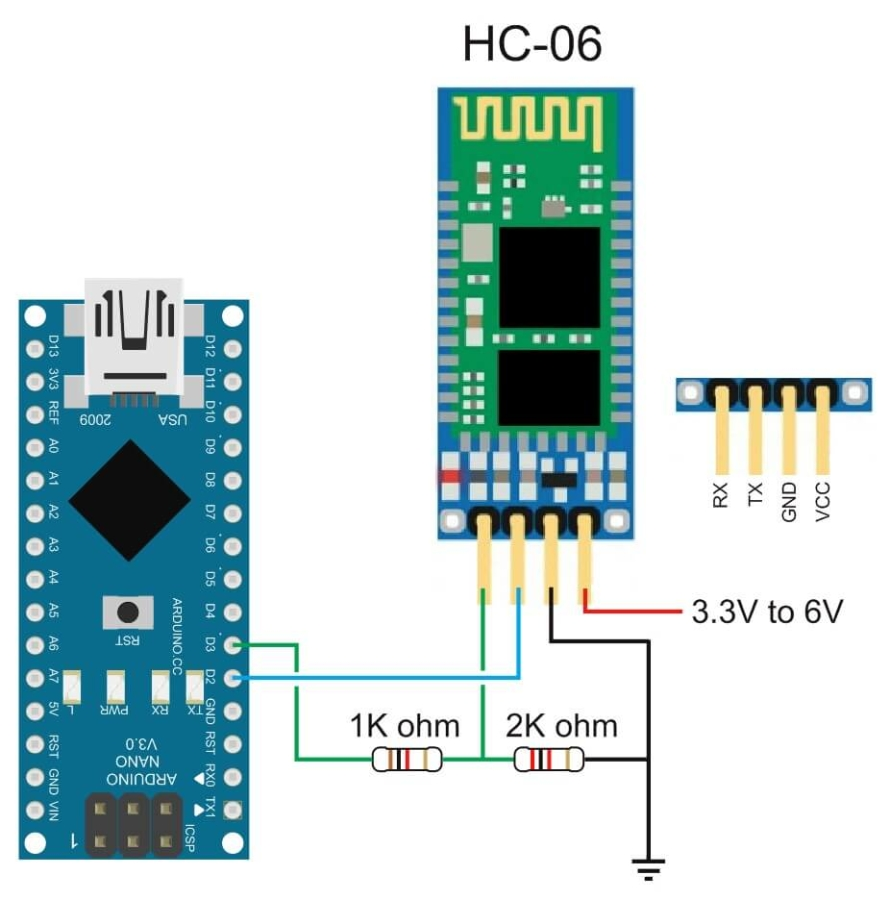 HC-06
D13
3V3
REF
A0
A1
A2
A3
A4
A5
A6
A7
5V
RST
GND
VIN
D12
D11
D10
D9
D8
D7
D6
D5
D4
D3
D2
GND
RST
RX0
TX1
2009
USA
RST
ARDUINO.CC
L
PWR
RX
TX
ARDUINO
NANO
V3.0
1
ICSP
RX
TX
GND
VCC
3.3V to 6V
1K ohm
2K ohm